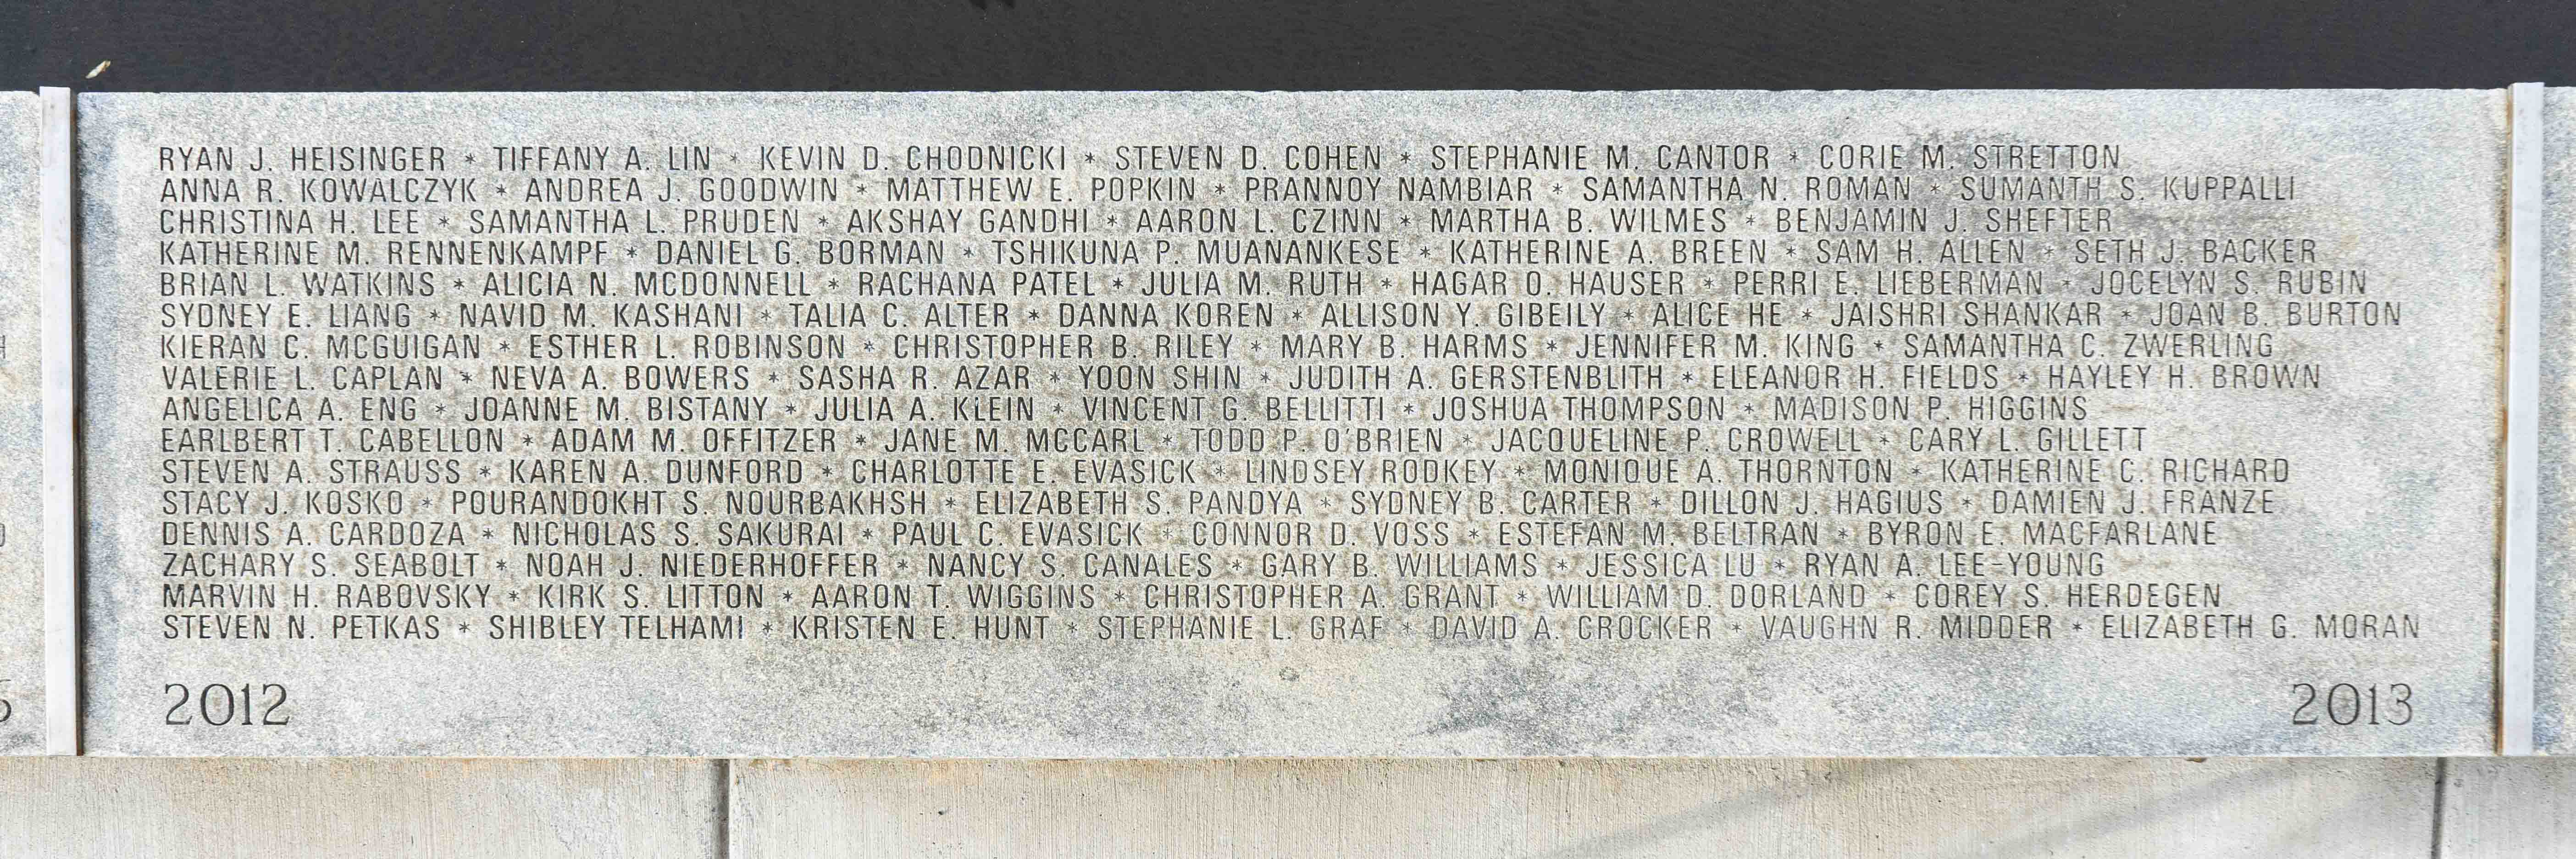 RYAN J. HEISINGER * TIFFANY A. LIN * KEVIN D. CHODNICKI * STEVEN D. COHEN * STEPHANIE M. CANTOR * CORIE M. STRETTON
ANNA R. KOWALCZYK * ANDREA J. GOODWIN * MATTHEW E. POPKIN * PRANNOY NAMBIAR * SAMANTHA N. ROMAN * SUMANTH S. KUPPALLI
CHRISTINA H. LEE * SAMANTHA L. PRUDEN * AKSHAY GANDHI * AARON L. CZINN * MARTHA B. WILMES * BENJAMIN J. SHEFTER
KATHERINE M. RENNENKAMPF * DANIEL G. BORMAN * TSHIKUNA P. MUANANKESE * KATHERINE A. BREEN * SAM H. ALLEN * SETH J. BACKER
BRIAN L. WATKINS * ALICIA N. MCDONNELL * RACHANA PATEL * JULIA M. RUTH * HAGAR O. HAUSER * PERRI E. LIEBERMAN * JOCELYN S. RUBIN
SYDNEY E. LIANG * NAVID M. KASHANI * TALIA C. ALTER * DANNA KOREN * ALLISON Y. GIBEILY * ALICE HE * JAISHRI SHANKAR * JOAN B. BURTON
KIERAN C. MCGUIGAN * ESTHER L. ROBINSON * CHRISTOPHER B. RILEY * MARY B. HARMS * JENNIFER M. KING * SAMANTHA C. ZWERLING
VALERIE L. CAPLAN * NEVA A. BOWERS * SASHA R. AZAR * YOON SHIN * JUDITH A. GERSTENBLITH * ELEANOR H. FIELDS * HAYLEY H. BROWN
ANGELICA A. ENG * JOANNE M. BISTANY * JULIA A. KLEIN * VINCENT G. BELLITTI * JOSHUA THOMPSON * MADISON P. HIGGINS
EARLBERT T. CABELLON * ADAM M. OFFITZER * JANE M. MCCARL * TODD P. O'BRIEN * JACQUELINE P. CROWELL * CARY L. GILLETT
STEVEN A. STRAUSS * KAREN A. DUNFORD * CHARLOTTE E. EVASICK * LINDSEY RODKEY * MONIQUE A. THORNTON * KATHERINE C. RICHARD
STACY J. KOSKO * POURANDOKHT S. NOURBAKHSH * ELIZABETH S. PANDYA * SYDNEY B. CARTER * DILLON J. HAGIUS * DAMIEN J. FRANZE
DENNIS A. CARDOZA * NICHOLAS S. SAKURAI * PAUL C. EVASICK * CONNOR D. VOSS * ESTEFAN M. BELTRAN * BYRON E. MACFARLANE
ZACHARY S. SEABOLT * NOAH J. NIEDERHOFFER * NANCY S. CANALES * GARY B. WILLIAMS * JESSICA LU * RYAN A. LEE-YOUNG
MARVIN H. RABOVSKY * KIRK S. LITTON * AARON T. WIGGINS * CHRISTOPHER A. GRANT * WILLIAM D. DORLAND * COREY S. HERDEGEN
STEVEN N. PETKAS * SHIBLEY TELHAMI * KRISTEN E. HUNT * STEPHANIE L. GRAF * DAVID A. CROCKER * VAUGHN R. MIDDER * ELIZABETH G. MORAN
2012 2013